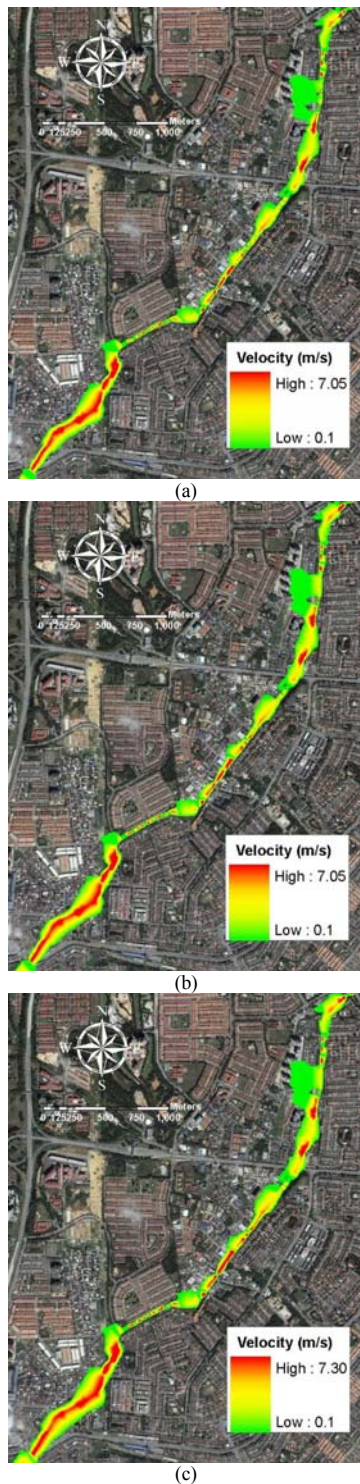 N
W E
S
Meters
0 125250 500 750 1,000
Velocity (m/s)
High : 7.05
Low : 0.1
(a)
N
W E
S
Meters
0 125250 500 750 1,000
Velocity (m/s)
High : 7.05
Low : 0.1
(b)
N
W E
S
Meters
0 125250 500 750 1,000
Velocity (m/s)
High : 7.30
Low : 0.1
(c)